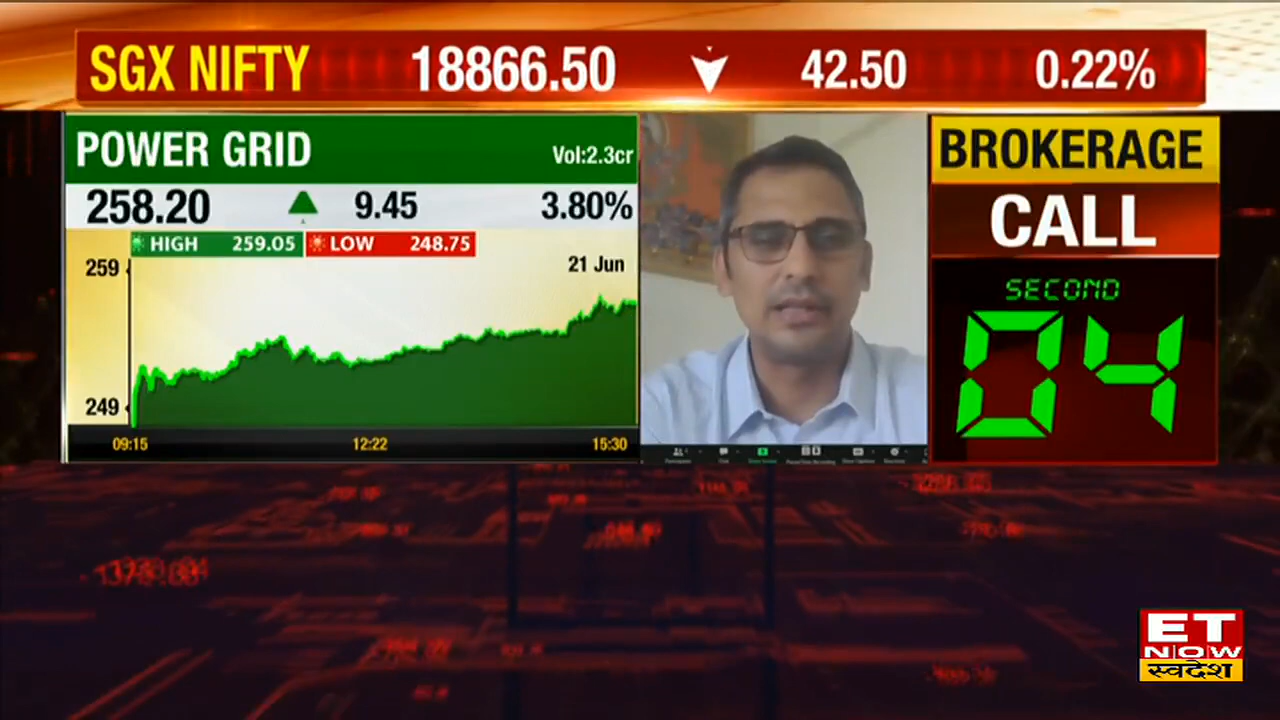 SGX NIFTY 18866.50 42.50 0.22%
POWER GRID Vol:2.3cr
258.20 9.45 3.80%
HIGH 259.05 LOW 248.75
21 Jun
259
249
09:15 12:22 15:30
BROKERAGE
CALL
SECOND
04
ET
NOW
स्वदेश